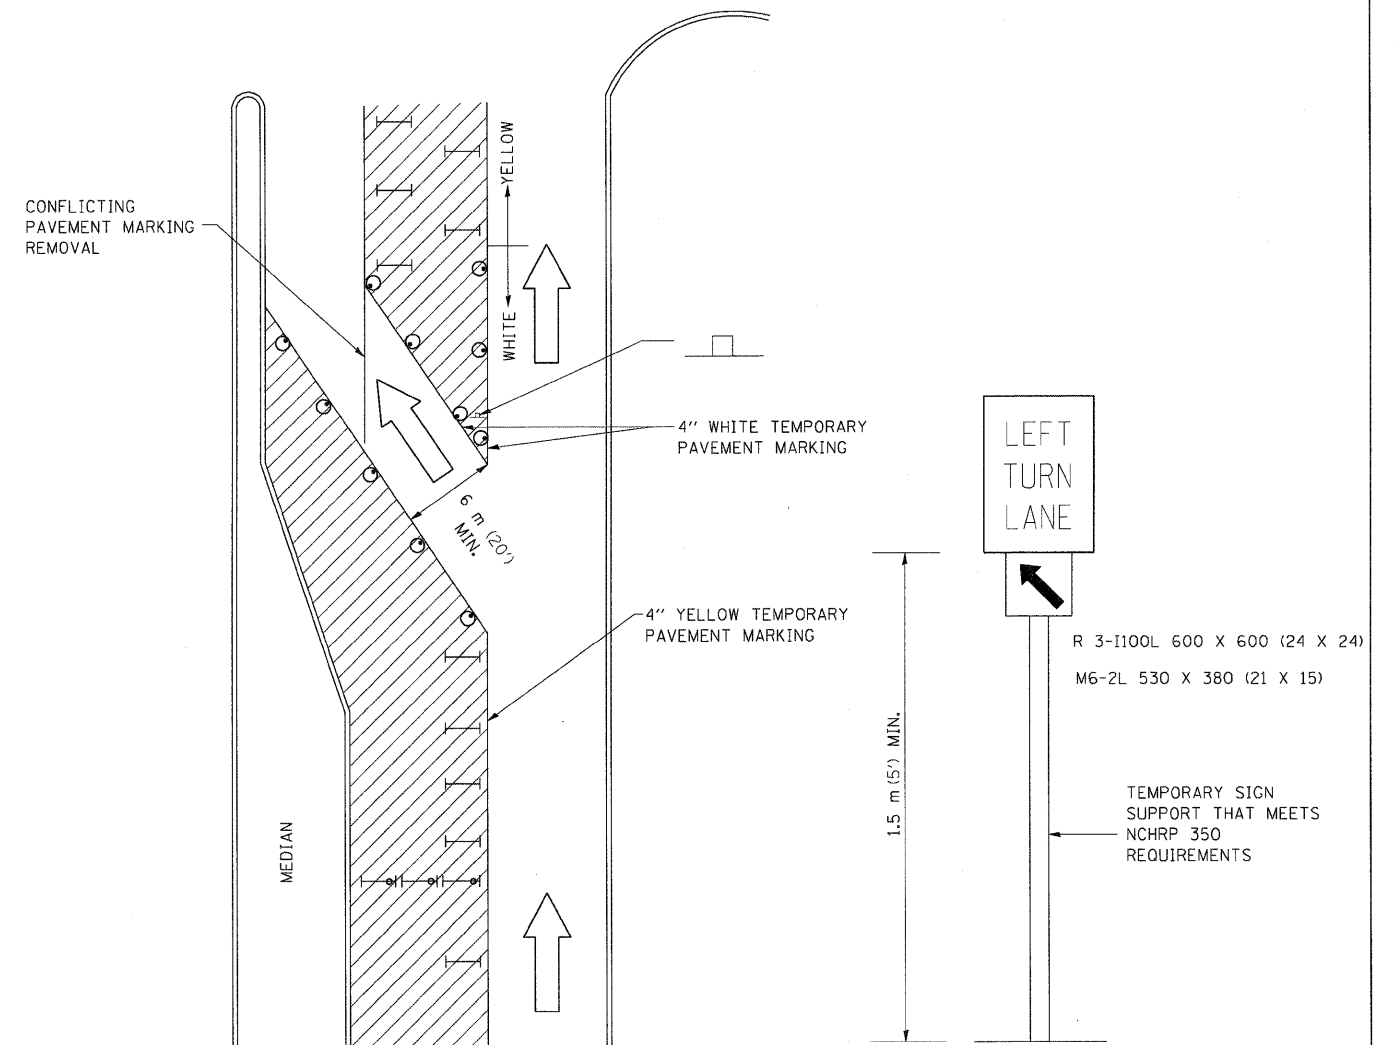 CONFLICTING
PAVEMENT MARKING
REMOVAL
YELLOW
WHITE
4'' WHITE TEMPORARY
PAVEMENT MARKING
6 m (20')
MIN.
4'' YELLOW TEMPORARY
PAVEMENT MARKING
MEDIAN
LEFT
TURN
LANE
R 3-I100L 600 X 600 (24 X 24)
M6-2L 530 X 380 (21 X 15)
1.5 m (5') MIN.
TEMPORARY SIGN
SUPPORT THAT MEETS
NCHRP 350
REQUIREMENTS